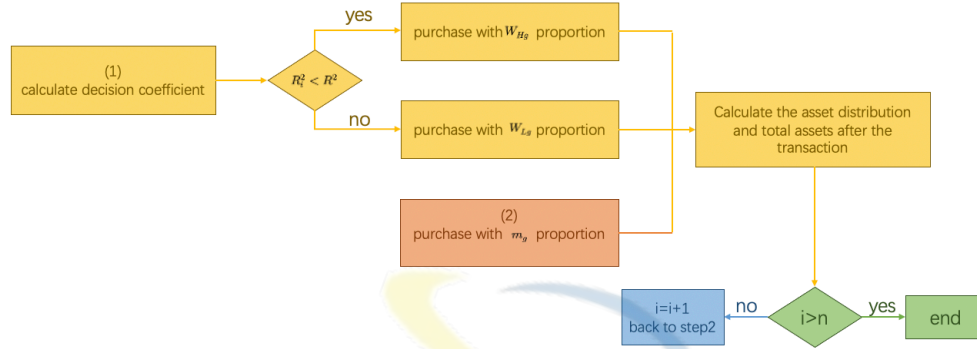 yes
purchase with W_{Hg} proportion
(1)
calculate decision coefficient
R_i^2 < R^2
no
purchase with W_{Lg} proportion
Calculate the asset distribution
and total assets after the
transaction
(2)
purchase with m_g proportion
i=i+1
back to step2
no
i>n
yes
end